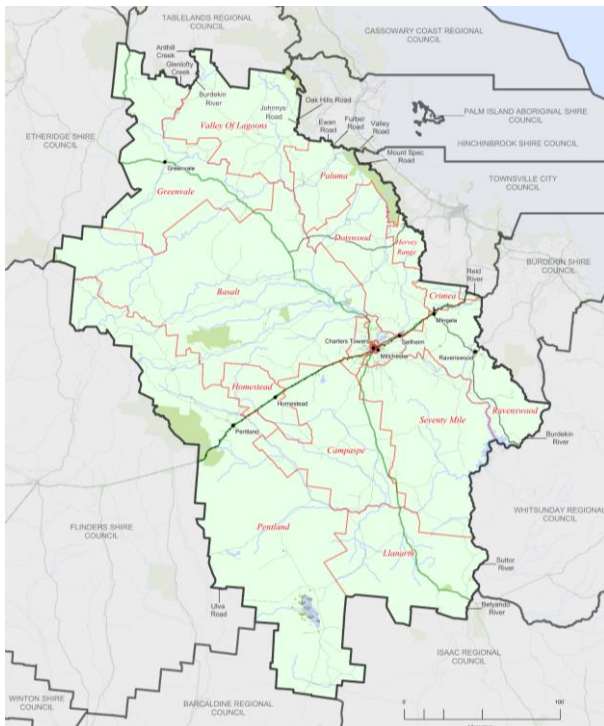 TABLELANDS REGIONAL
COUNCIL
CASSOWARY COAST REGIONAL
COUNCIL
Anthill
Creek
Glenlofty
Creek
Burdekin
River
Johnnys
Road
Oak Hills Road
Ewan
Road
Furber
Road
Valley
Road
PALM ISLAND ABORIGINAL SHIRE
COUNCIL
Valley Of Lagoons
ETHERIDGE SHIRE
COUNCIL
HINCHINBROOK SHIRE COUNCIL
Mount Spec
Road
Greenvale
Paluma
TOWNSVILLE CITY
COUNCIL
Greenvale
Dotswood
Hervey
Range
BURDEKIN SHIRE
COUNCIL
Reid
River
Basalt
Crimea
Mingela
Charters Towers
Sellheim
Millchester
Ravenswood
Homestead
Homestead
Seventy Mile
Ravenswood
Pentland
Burdekin
River
Campaspe
WHITSUNDAY REGIONAL
COUNCIL
FLINDERS SHIRE
COUNCIL
Pentland
Llanarth
Suttor
River
Ulva
Road
Belyando
River
ISAAC REGIONAL
COUNCIL
WINTON SHIRE
COUNCIL
BARCALDINE REGIONAL
COUNCIL
0
100